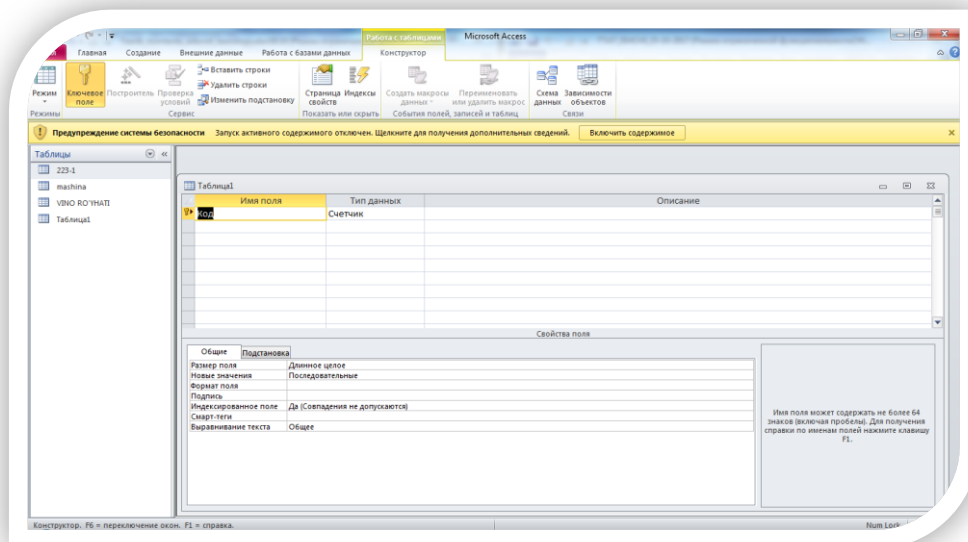 Работа с таблицами
Microsoft Access
Главная Создание Внешние данные Работа с базами данных Конструктор
Режим
Ключевое поле
Построитель
Проверка условий
Вставить строки
Удалить строки
Изменить подстановку
Страница свойств
Индексы
Создать макросы данных
Переименовать или удалить макрос
Схема данных
Зависимости объектов
Режимы Сервис Показать или скрыть События полей, записей и таблиц Связи
Предупреждение системы безопасности Запуск активного содержимого отключен. Щелкните для получения дополнительных сведений. Включить содержимое
Таблицы
223-1
mashina
VINO RO'YHATI
Таблица1
Таблица1
Имя поля Тип данных Описание
Код Счетчик
Свойства поля
Общие Подстановка
Размер поля Длинное целое
Новые значения Последовательные
Формат поля
Подпись
Индексированное поле Да (Совпадения не допускаются)
Смарт-теги
Выравнивание текста Общее
Имя поля может содержать не более 64
знаков (включая пробелы). Для получения
справки по именам полей нажмите клавишу
F1.
Конструктор. F6 = переключение окон. F1 = справка. Num Lock